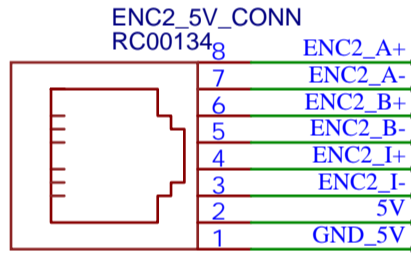 ENC2_5V_CONN
RC00134
8 ENC2_A+
7 ENC2_A-
6 ENC2_B+
5 ENC2_B-
4 ENC2_I+
3 ENC2_I-
2 5V
1 GND_5V